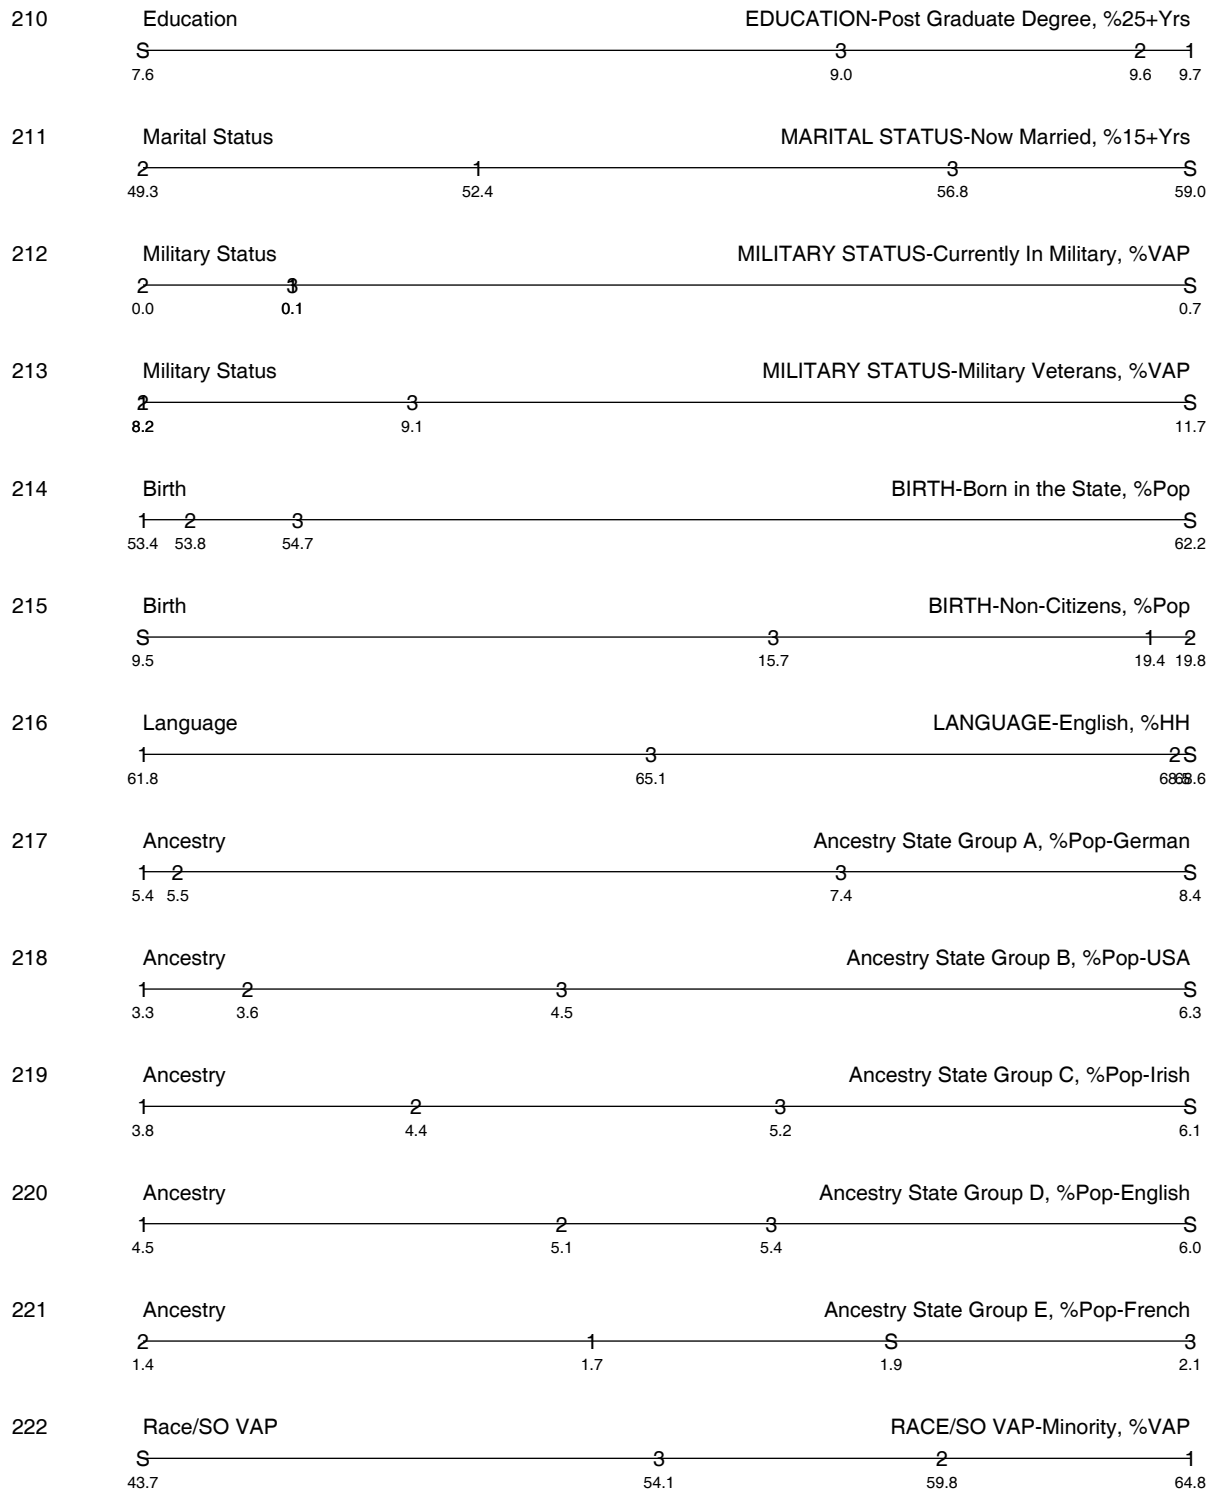 210 Education EDUCATION-Post Graduate Degree, %25+Yrs
S 3 2 1
7.6 9.0 9.6 9.7
211 Marital Status MARITAL STATUS-Now Married, %15+Yrs
2 1 3 S
49.3 52.4 56.8 59.0
212 Military Status MILITARY STATUS-Currently In Military, %VAP
2 3 S
0.0 0.1 0.7
213 Military Status MILITARY STATUS-Military Veterans, %VAP
2 3 S
8.2 9.1 11.7
214 Birth BIRTH-Born in the State, %Pop
1 2 3 S
53.4 53.8 54.7 62.2
215 Birth BIRTH-Non-Citizens, %Pop
S 3 1 2
9.5 15.7 19.4 19.8
216 Language LANGUAGE-English, %HH
1 3 2 S
61.8 65.1 68.6
217 Ancestry Ancestry State Group A, %Pop-German
1 2 3 S
5.4 5.5 7.4 8.4
218 Ancestry Ancestry State Group B, %Pop-USA
1 2 3 S
3.3 3.6 4.5 6.3
219 Ancestry Ancestry State Group C, %Pop-Irish
1 2 3 S
3.8 4.4 5.2 6.1
220 Ancestry Ancestry State Group D, %Pop-English
1 2 3 S
4.5 5.1 5.4 6.0
221 Ancestry Ancestry State Group E, %Pop-French
2 1 S 3
1.4 1.7 1.9 2.1
222 Race/SO VAP RACE/SO VAP-Minority, %VAP
S 3 2 1
43.7 54.1 59.8 64.8